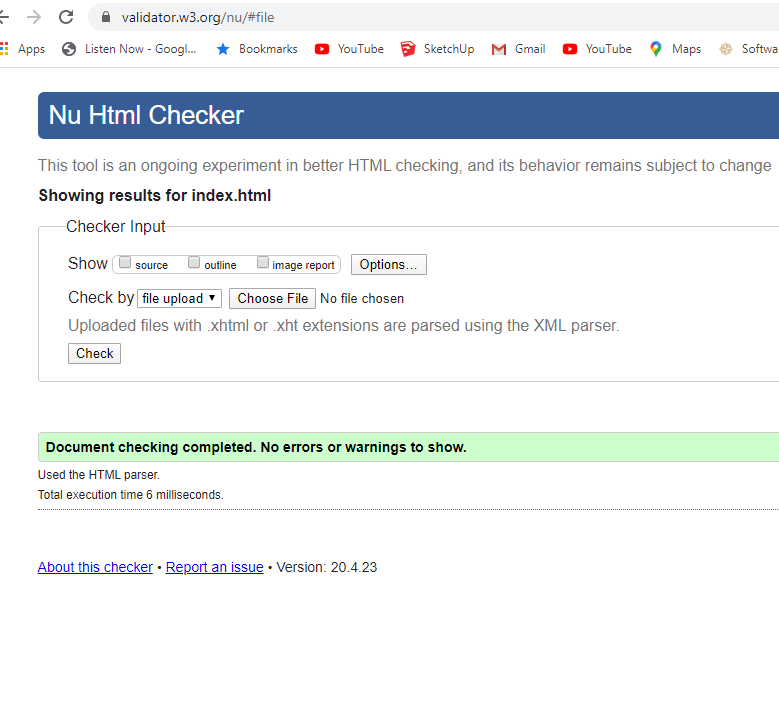 validator.w3.org/nu/#file
Apps Listen Now - Googl... Bookmarks YouTube SketchUp Gmail YouTube Maps Softwa
Nu Html Checker
This tool is an ongoing experiment in better HTML checking, and its behavior remains subject to change
Showing results for index.html
Checker Input
Show source outline image report Options...
Check by file upload Choose File No file chosen
Uploaded files with .xhtml or .xht extensions are parsed using the XML parser.
Check
Document checking completed. No errors or warnings to show.
Used the HTML parser.
Total execution time 6 milliseconds.
About this checker • Report an issue • Version: 20.4.23